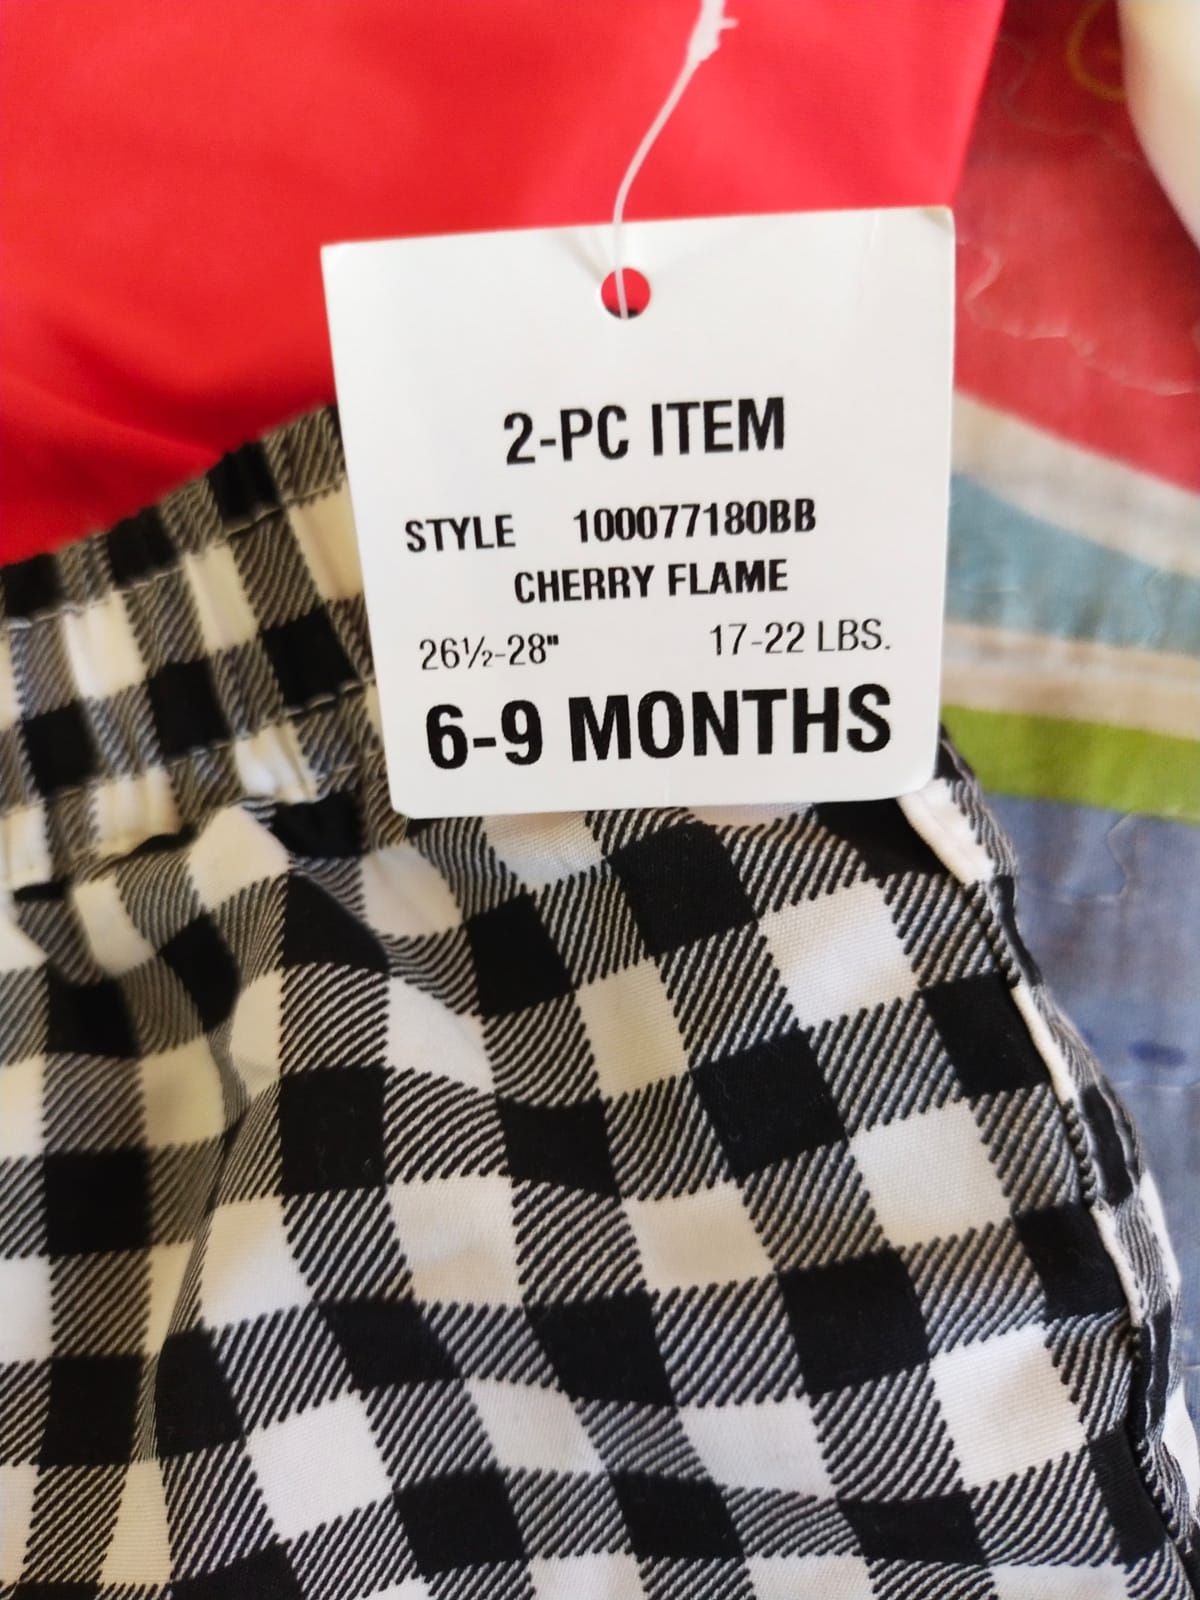 2-PC ITEM
STYLE 100077180BB
CHERRY FLAME
26½-28" 17-22 LBS.
6-9 MONTHS